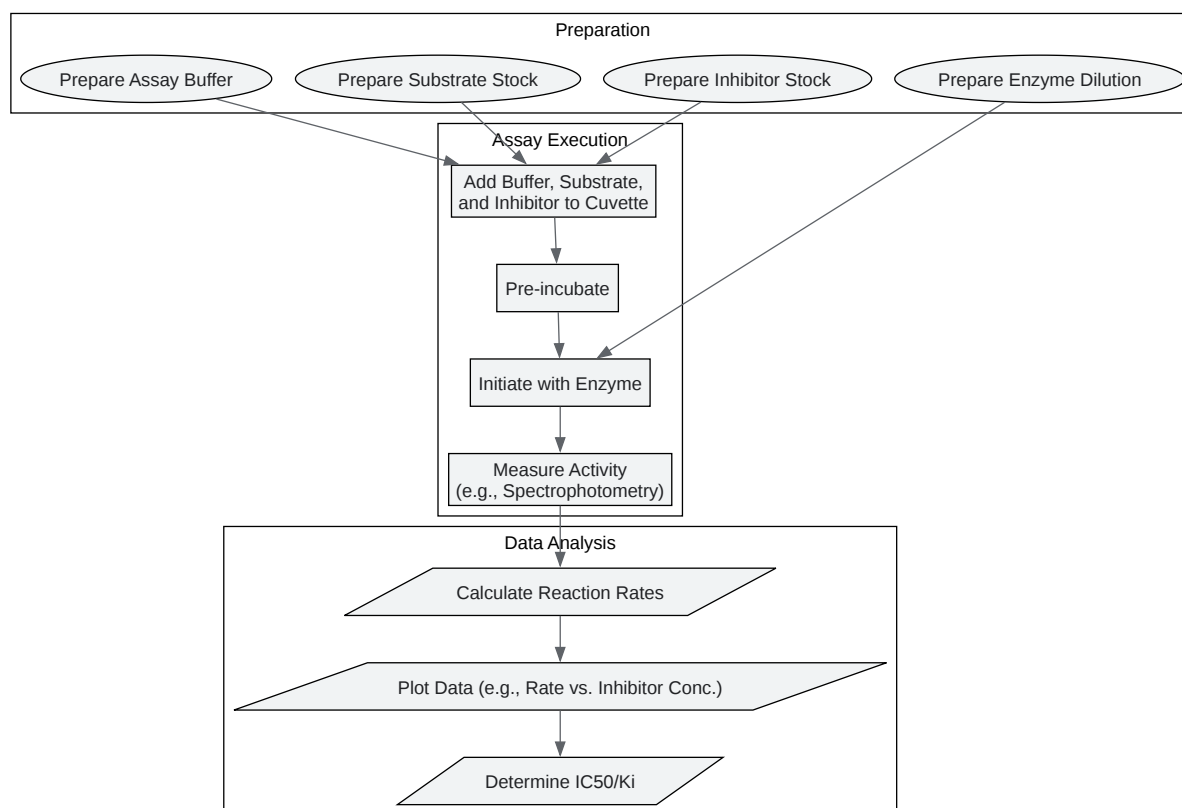 Preparation
Prepare Assay Buffer
Prepare Substrate Stock
Prepare Inhibitor Stock
Prepare Enzyme Dilution
Assay Execution
Add Buffer, Substrate,
and Inhibitor to Cuvette
Pre-incubate
Initiate with Enzyme
Measure Activity
(e.g., Spectrophotometry)
Data Analysis
Calculate Reaction Rates
Plot Data (e.g., Rate vs. Inhibitor Conc.)
Determine IC50/Ki